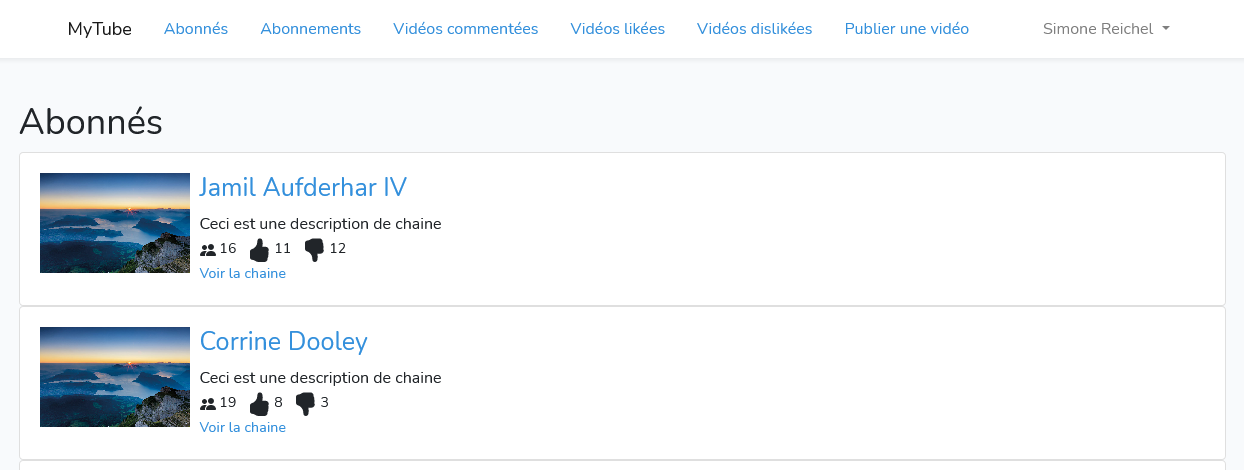 MyTube Abonnés Abonnements Vidéos commentées Vidéos likées Vidéos dislikées Publier une vidéo Simone Reichel
Abonnés
Jamil Aufderhar IV
Ceci est une description de chaine
16 11 12
Voir la chaine
Corrine Dooley
Ceci est une description de chaine
19 8 3
Voir la chaine